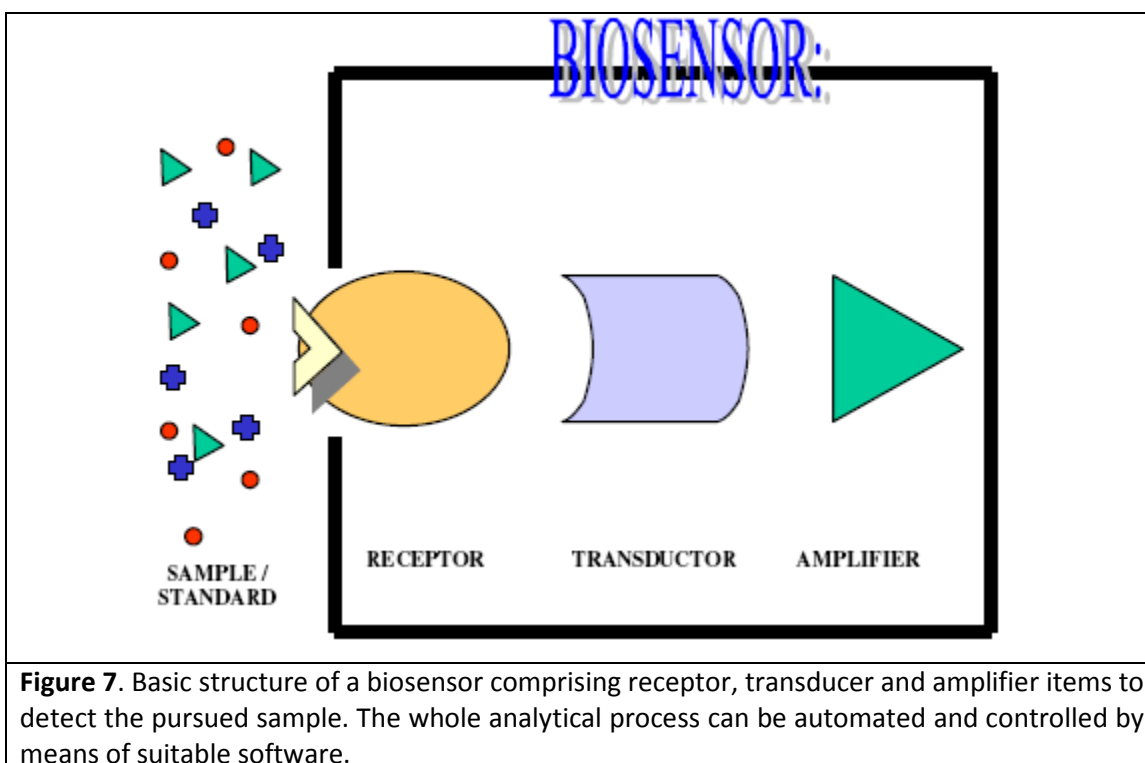 BIOSENSOR:
SAMPLE /
STANDARD
RECEPTOR
TRANSDUCTOR
AMPLIFIER
Figure 7. Basic structure of a biosensor comprising receptor, transducer and amplifier items to
detect the pursued sample. The whole analytical process can be automated and controlled by
means of suitable software.